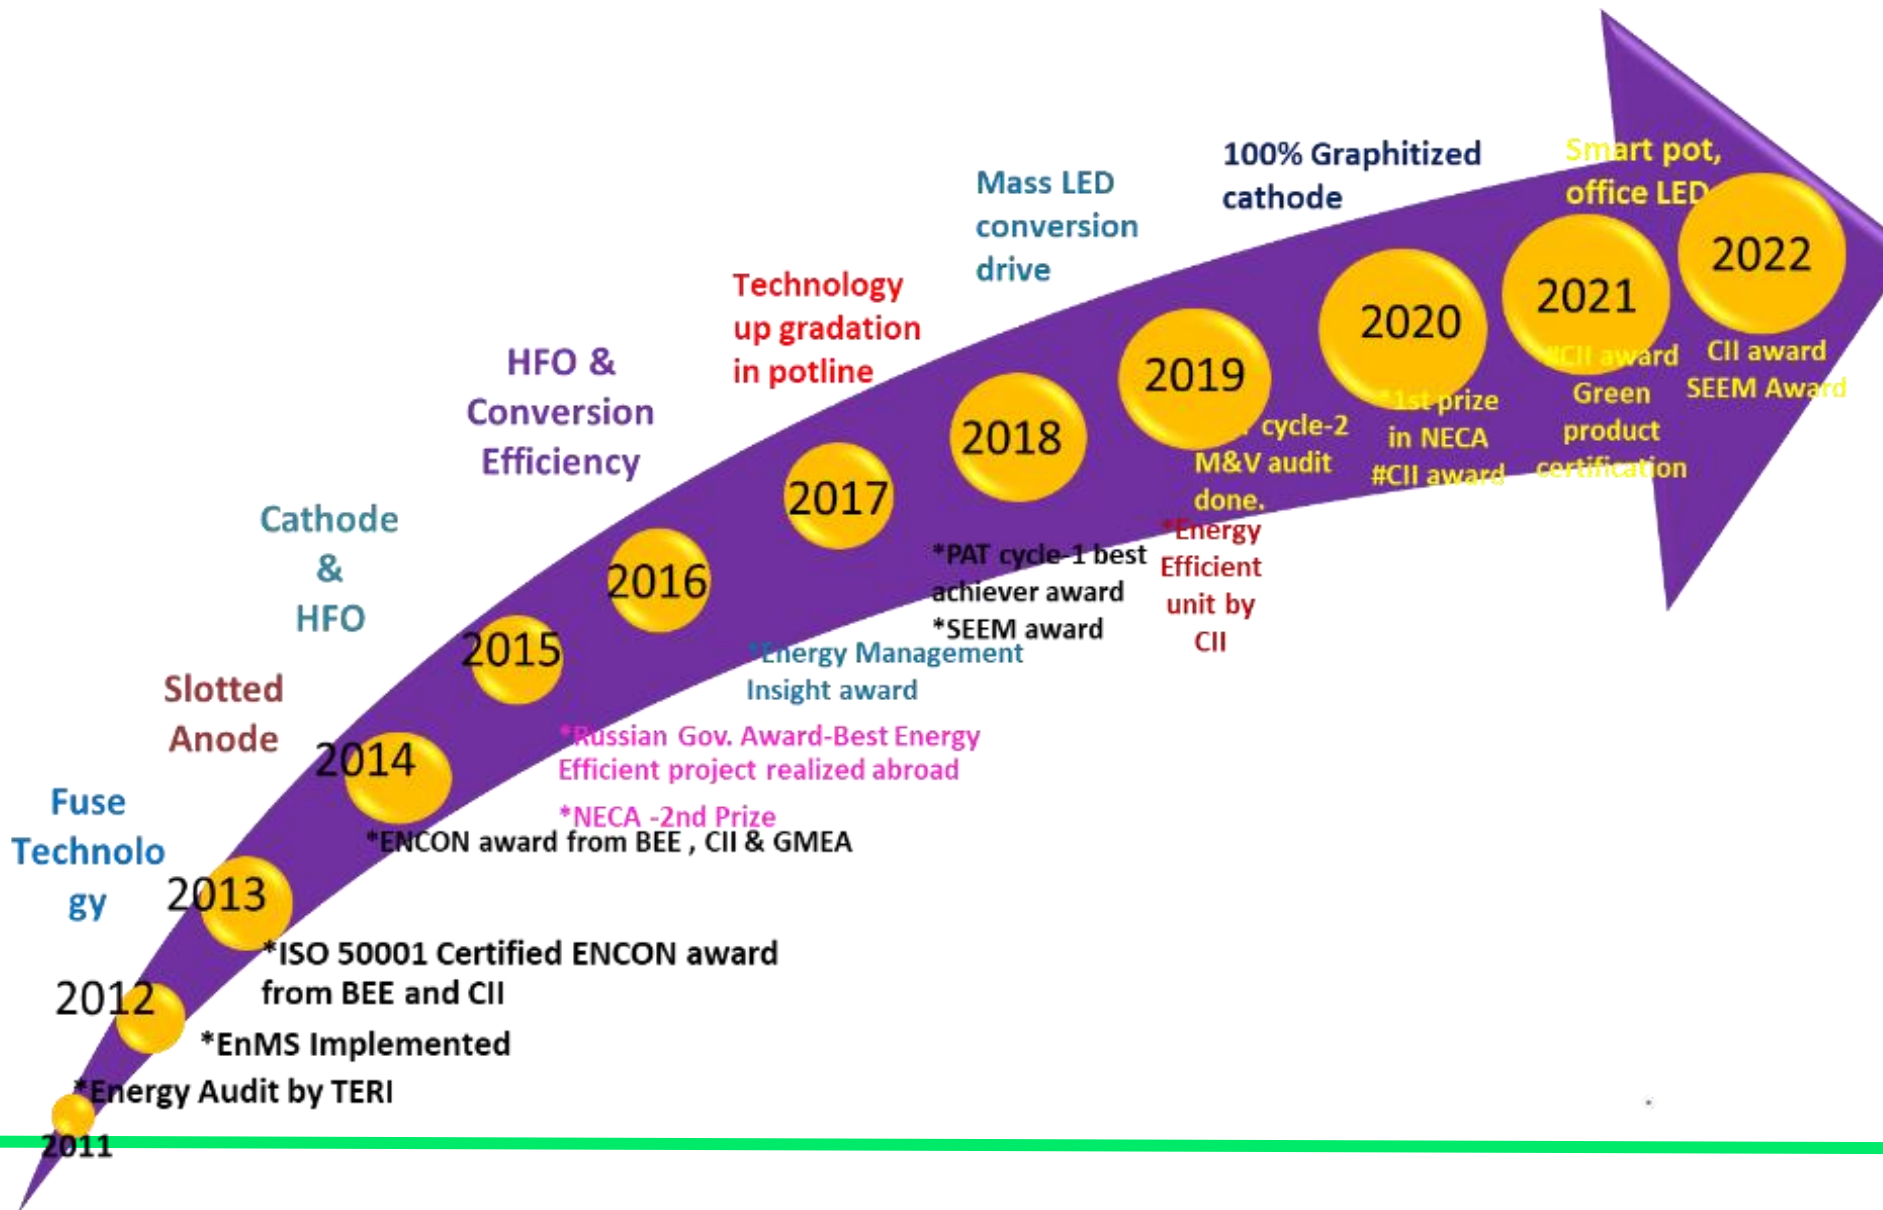 100% Graphitized
cathode
Smart pot,
office LED
Mass LED
conversion
drive
Technology
up gradation
in potline
HFO &
Conversion
Efficiency
Cathode
&
HFO
Slotted
Anode
Fuse
Technolo
gy
2022
2021
2020
2019
2018
2017
2016
2015
2014
2013
2012
2011
CII award
SEEM Award
#CII award
Green
product
certification
*1st prize
in NECA
#CII award
cycle-2
M&V audit
done.
*Energy
Efficient
unit by
CII
*PAT cycle-1 best
achiever award
*SEEM award
*Energy Management
Insight award
*Russian Gov. Award-Best Energy
Efficient project realized abroad
*NECA -2nd Prize
*ENCON award from BEE , CII & GMEA
*ISO 50001 Certified ENCON award
from BEE and CII
*EnMS Implemented
*Energy Audit by TERI